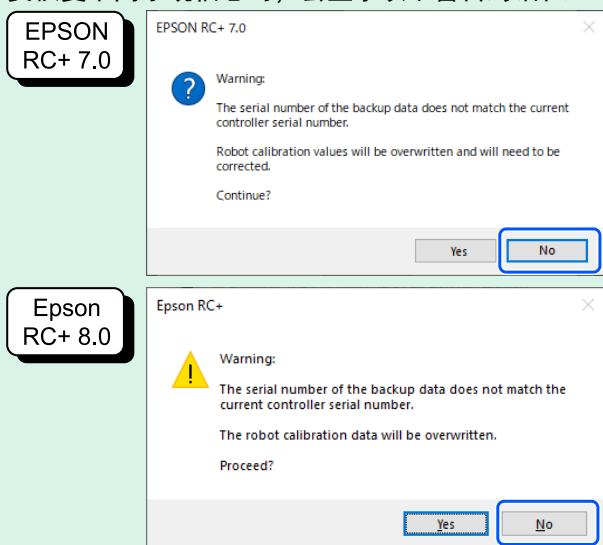 EPSON
RC+ 7.0
EPSON RC+ 7.0
Warning:
The serial number of the backup data does not match the current
controller serial number.
Robot calibration values will be overwritten and will need to be
corrected.
Continue?
Yes
No
Epson
RC+ 8.0
Epson RC+
Warning:
The serial number of the backup data does not match the
current controller serial number.
The robot calibration data will be overwritten.
Proceed?
Yes
No